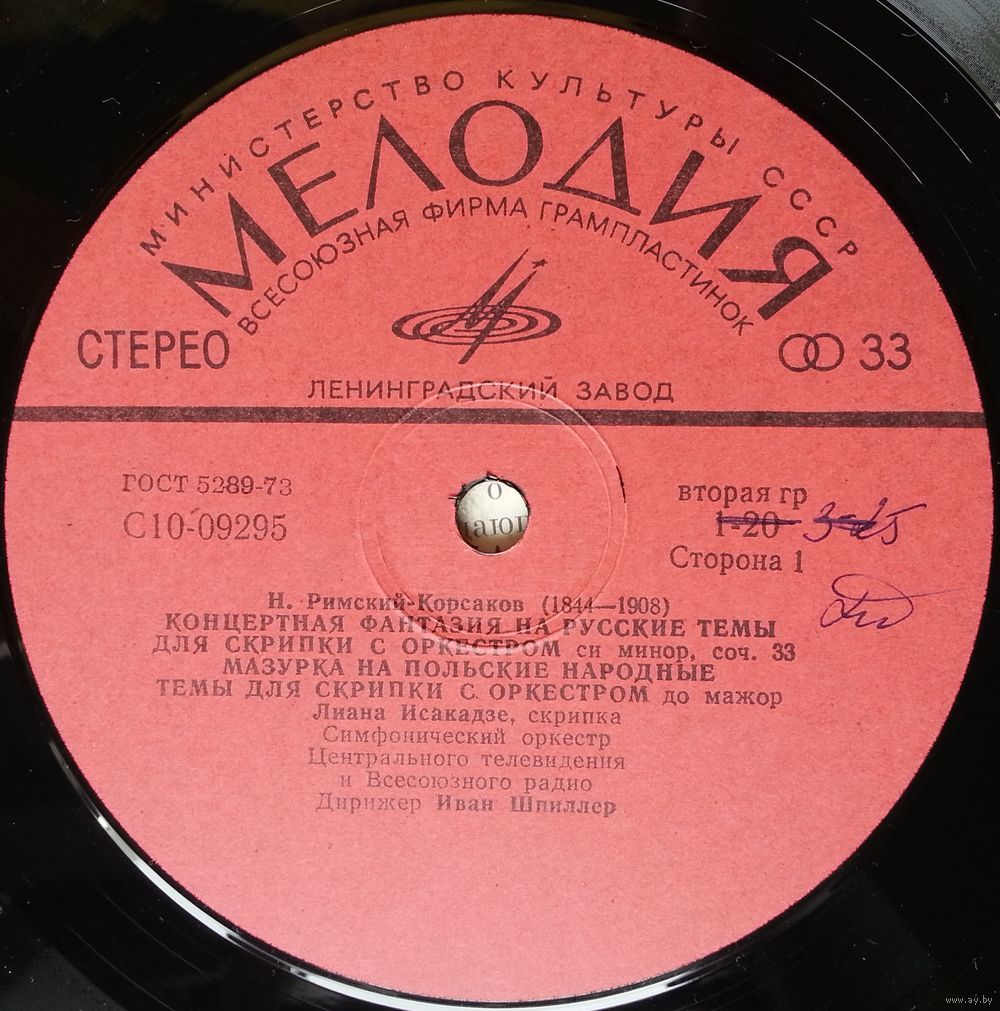 МИНИСТЕРСТВО КУЛЬТУРЫ СССР
МЕЛОДИЯ
ВСЕСОЮЗНАЯ ФИРМА ГРАМПЛАСТИНОК
СТЕРЕО
33
ЛЕНИНГРАДСКИЙ ЗАВОД
ГОСТ 5289-73
С10-09295
вторая гр
1-20
Сторона 1
Н. Римский-Корсаков (1844—1908)
КОНЦЕРТНАЯ ФАНТАЗИЯ НА РУССКИЕ ТЕМЫ
ДЛЯ СКРИПКИ С ОРКЕСТРОМ си минор, соч. 33
МАЗУРКА НА ПОЛЬСКИЕ НАРОДНЫЕ
ТЕМЫ ДЛЯ СКРИПКИ С ОРКЕСТРОМ до мажор
Лиана Исакадзе, скрипка
Симфонический оркестр
Центрального телевидения
и Всесоюзного радио
Дирижер Иван Шпиллер
www.ay.by